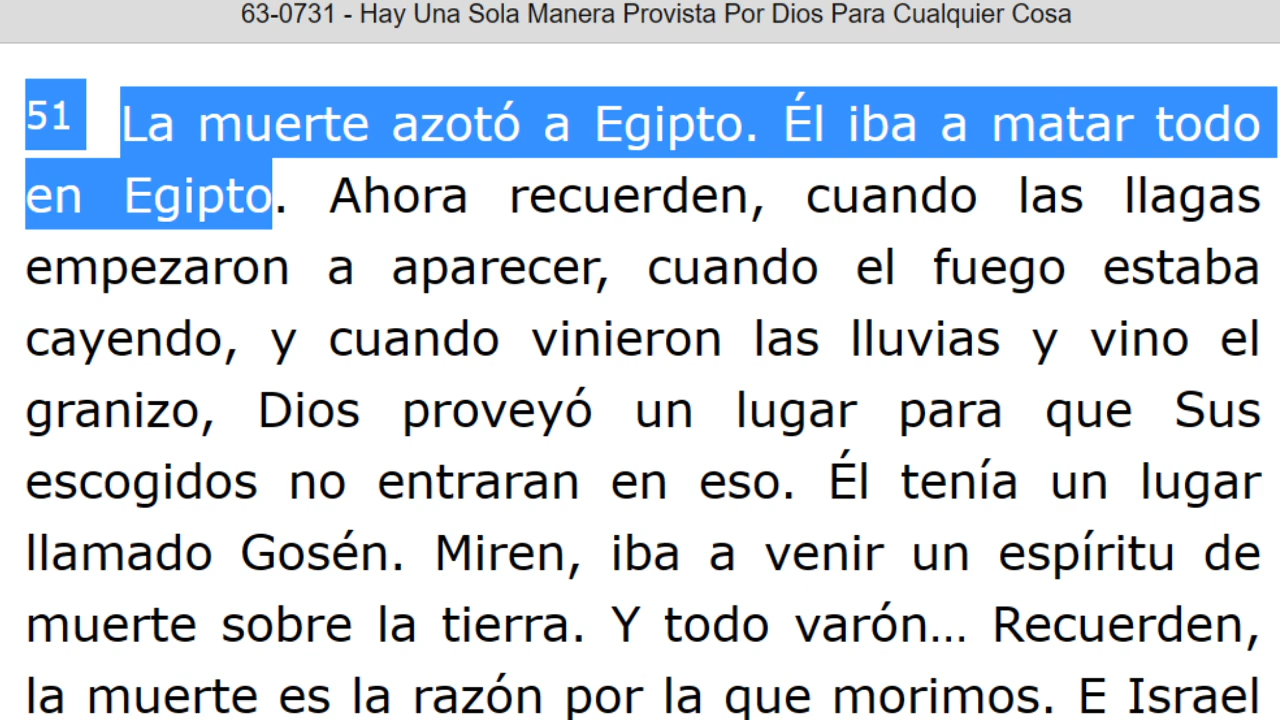 63-0731 - Hay Una Sola Manera Provista Por Dios Para Cualquier Cosa
51 La muerte azotó a Egipto. Él iba a matar todo
en Egipto. Ahora recuerden, cuando las llagas
empezaron a aparecer, cuando el fuego estaba
cayendo, y cuando vinieron las lluvias y vino el
granizo, Dios proveyó un lugar para que Sus
escogidos no entraran en eso. Él tenía un lugar
llamado Gosén. Miren, iba a venir un espíritu de
muerte sobre la tierra. Y todo varón… Recuerden,
la muerte es la razón por la que morimos. E Israel